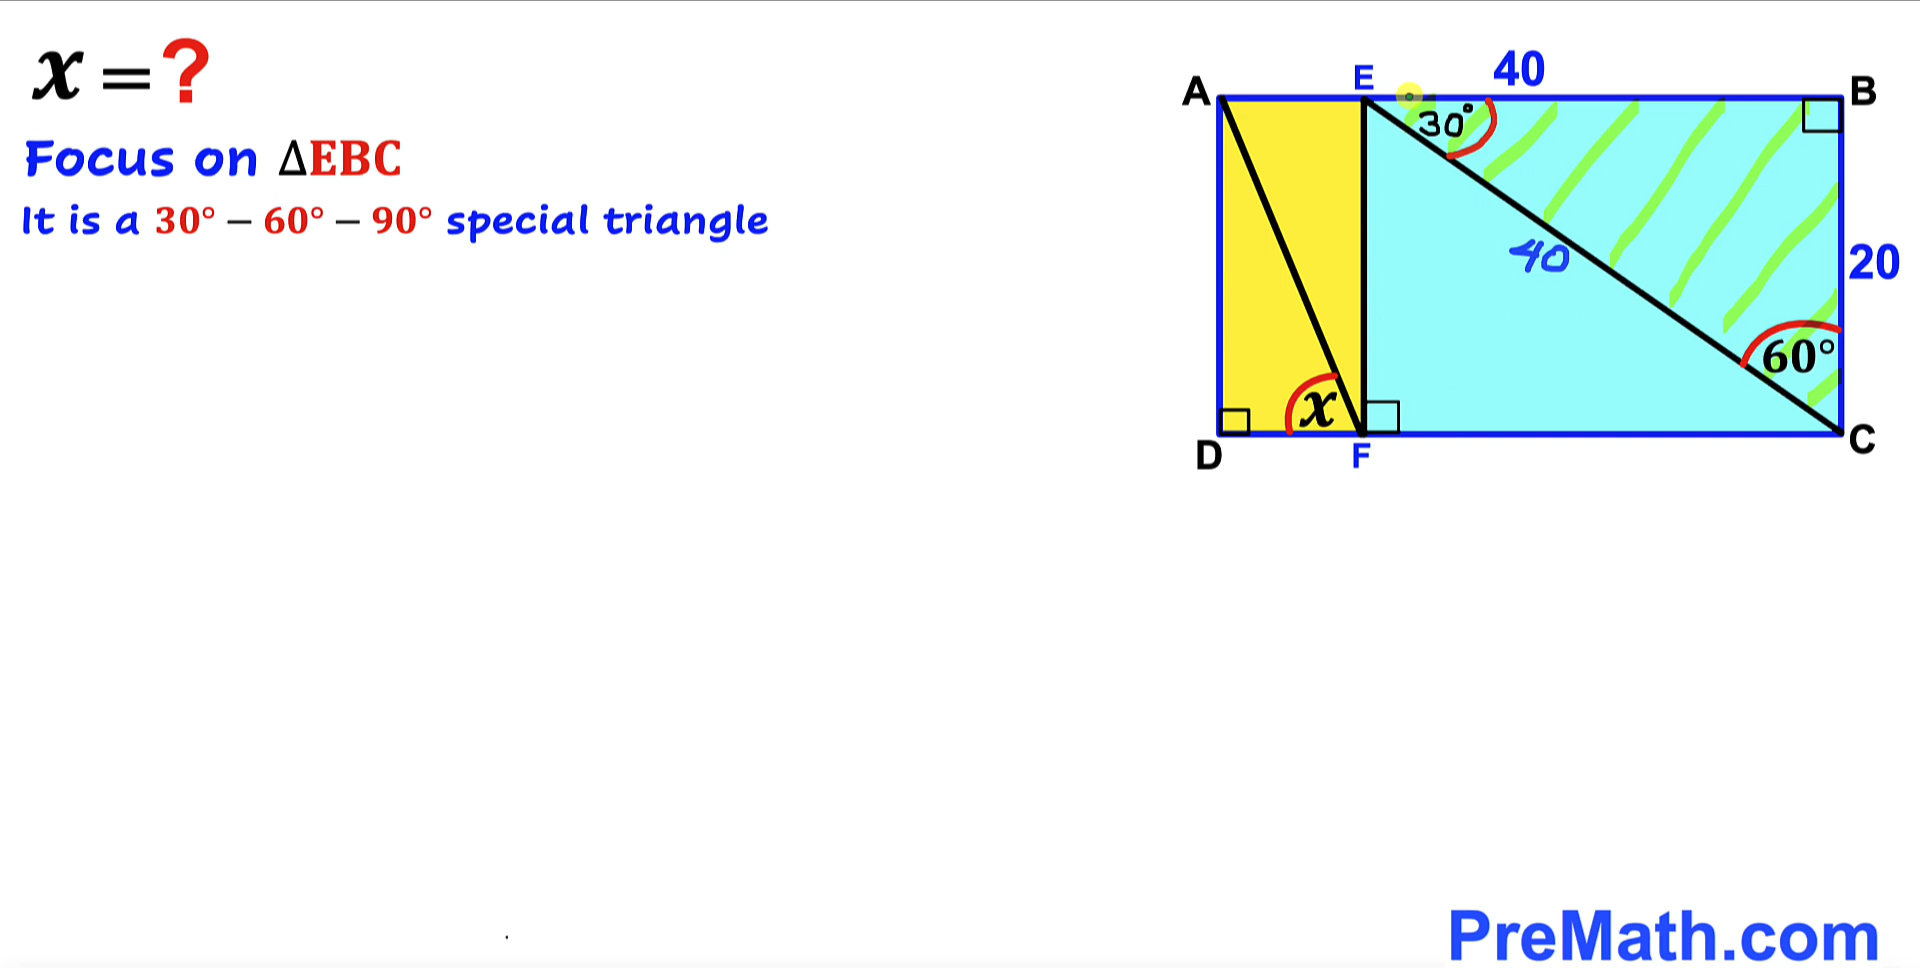 x = ?
Focus on ΔEBC
It is a 30° – 60° – 90° special triangle
A
E
40
B
30°
40
20
60°
x
D
F
C
PreMath.com